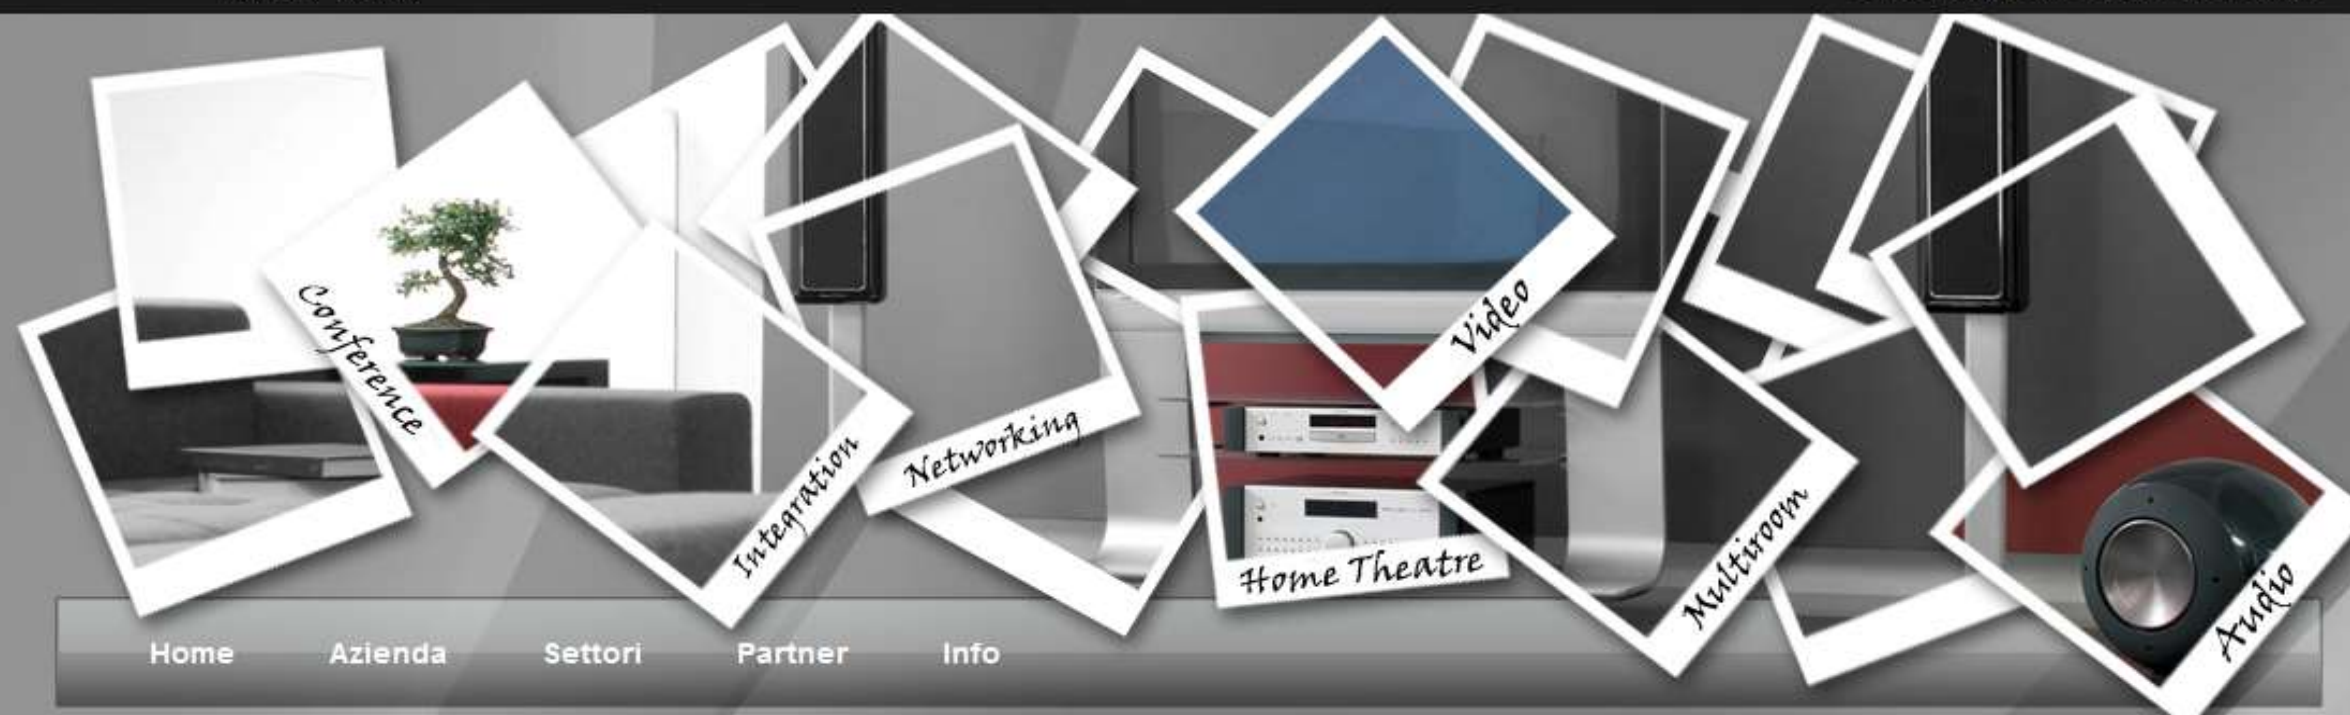 Conference
Integration
Networking
Home Theatre
Video
Multiroom
Audio
Home Azienda Settori Partner Info